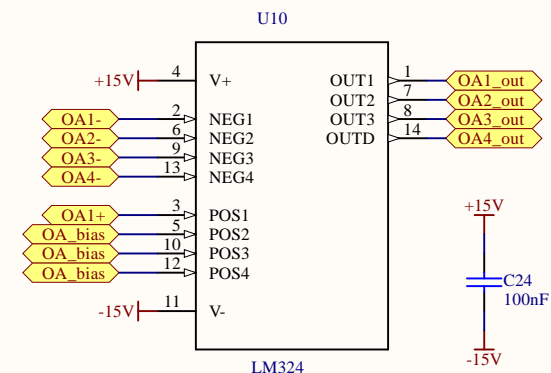 U10
+15V 4 V+ OUT1 1 OA1_out
OUT2 7 OA2_out
OA1- 2 NEG1 OUT3 8 OA3_out
OA2- 6 NEG2 OUTD 14 OA4_out
OA3- 9 NEG3
OA4- 13 NEG4
OA1+ 3 POS1
OA_bias 5 POS2
OA_bias 10 POS3
OA_bias 12 POS4
-15V 11 V-
LM324
+15V
C24
100nF
-15V